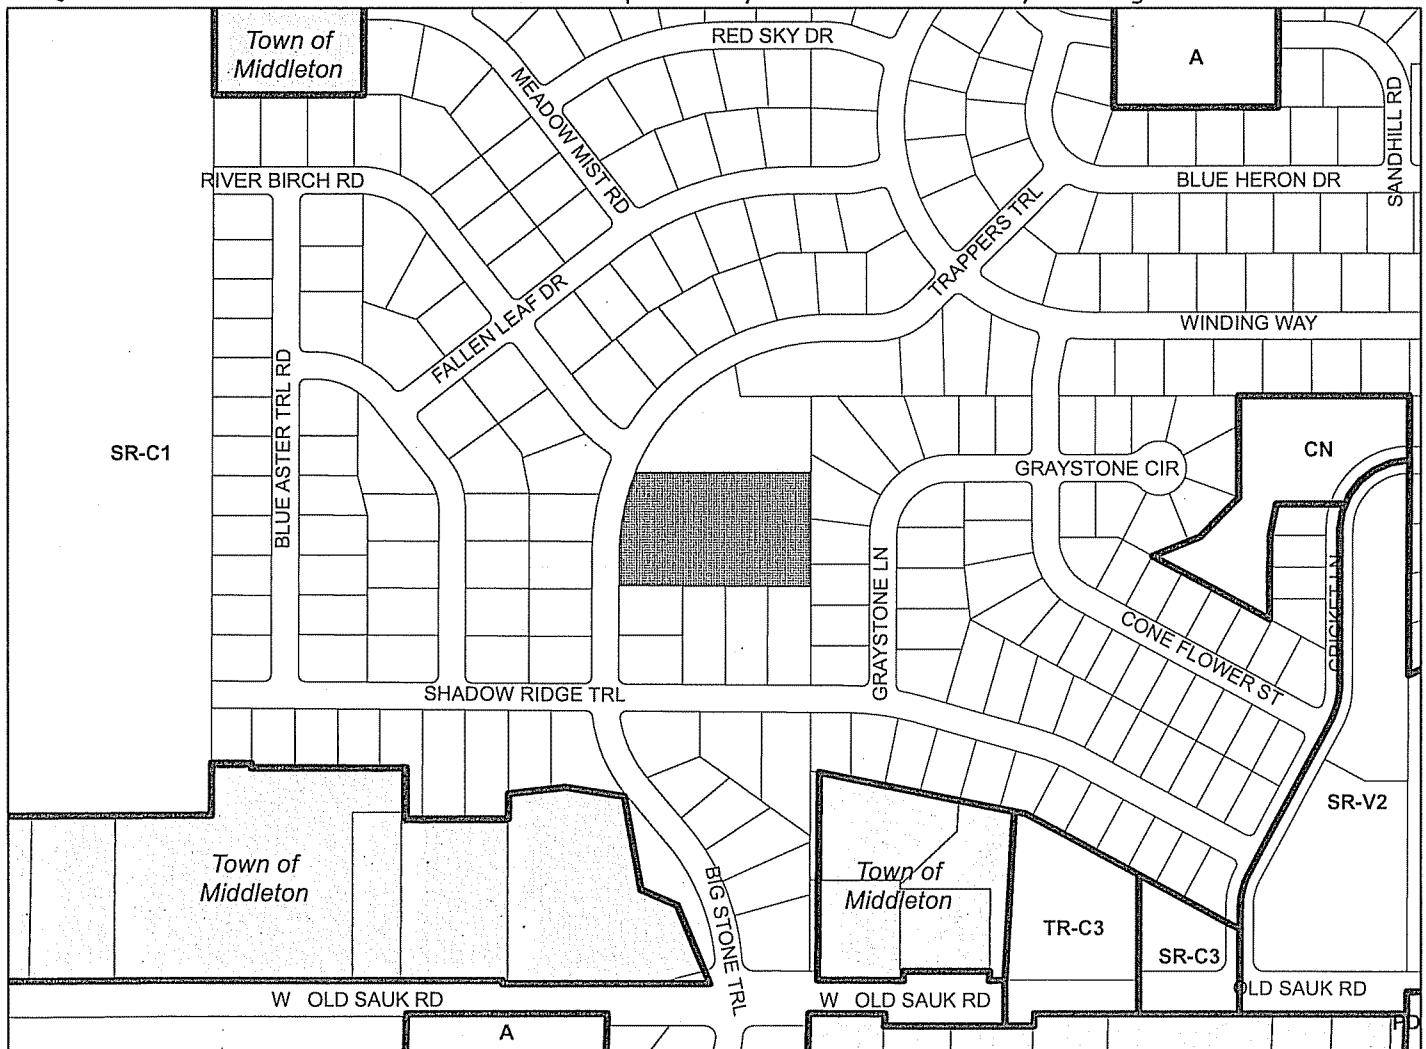 Town of
Middleton
RED SKY DR
A
MEADOW MIST RD
SANDHILL RD
RIVER BIRCH RD
BLUE HERON DR
TRAPPERS TRL
FALLEN LEAF DR
WINDING WAY
BLUE ASTER TRL RD
SR-C1
CN
GRAYSTONE CIR
GRAYSTONE LN
CRICKET LN
CONE FLOWER ST
SHADOW RIDGE TRL
SR-V2
Town of
Middleton
Town of
Middleton
BIG STONE TRL
TR-C3
SR-C3
W OLD SAUK RD
W OLD SAUK RD
OLD SAUK RD
A
PD